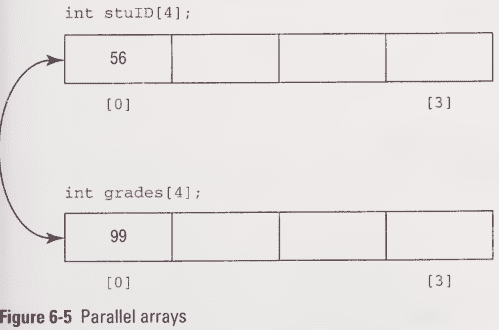 int stuID[4];
56
[0] [3]
int grades[4];
99
[0] [3]
Figure 6-5 Parallel arrays